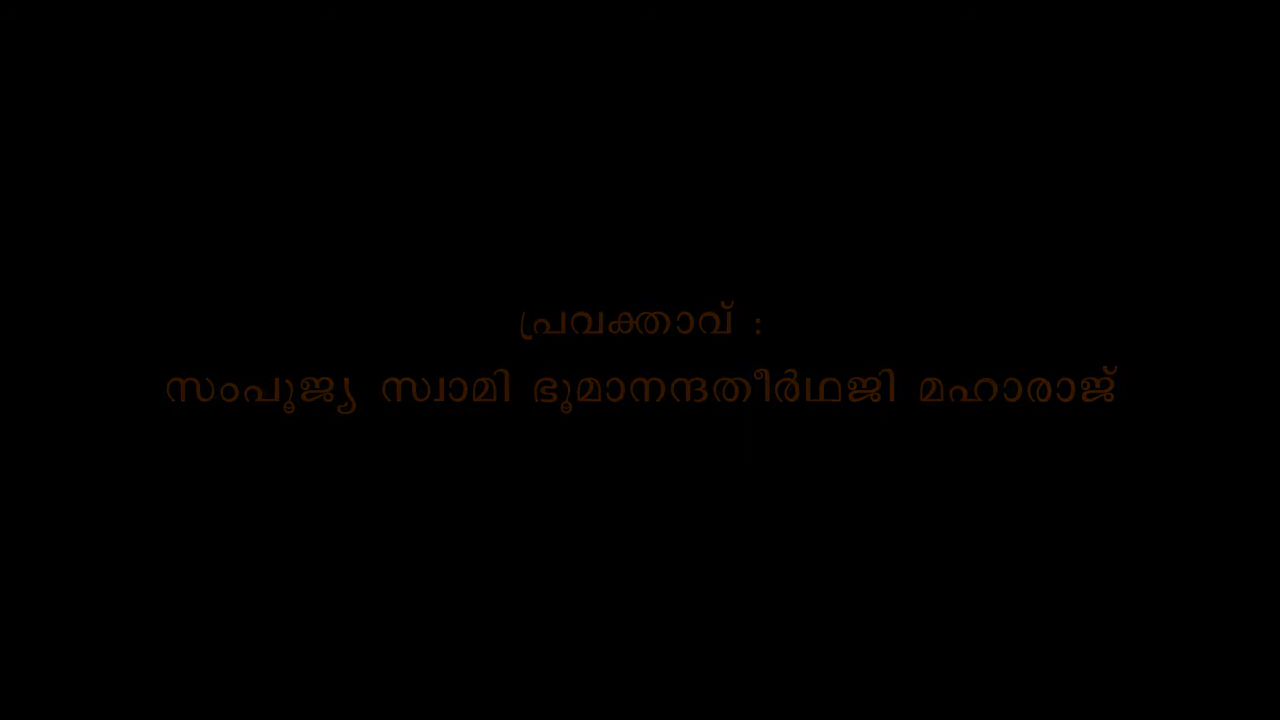 പ്രവക്താവ് :
സംപൂജ്യ സ്വാമി ഭൂമാനന്ദതീർഥജി മഹാരാജ്